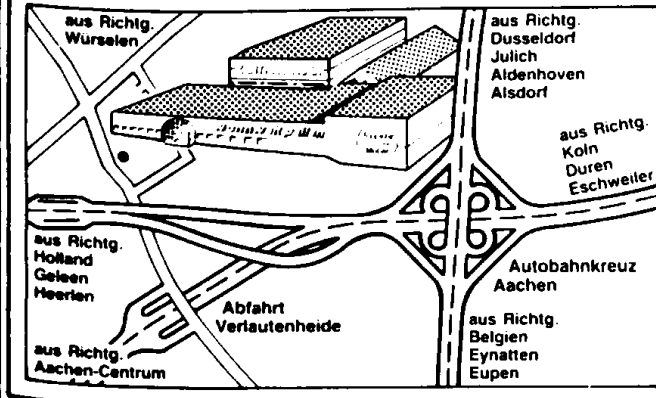 aus Richtg.
Würselen
aus Richtg.
Dusseldorf
Julich
Aldenhoven
Alsdorf
aus Richtg.
Koln
Duren
Eschweiler
aus Richtg.
Holland
Geleen
Heerlen
Abfahrt
Verlautenheide
Autobahnkreuz
Aachen
aus Richtg.
Aachen-Centrum
aus Richtg.
Belgien
Eynatten
Eupen